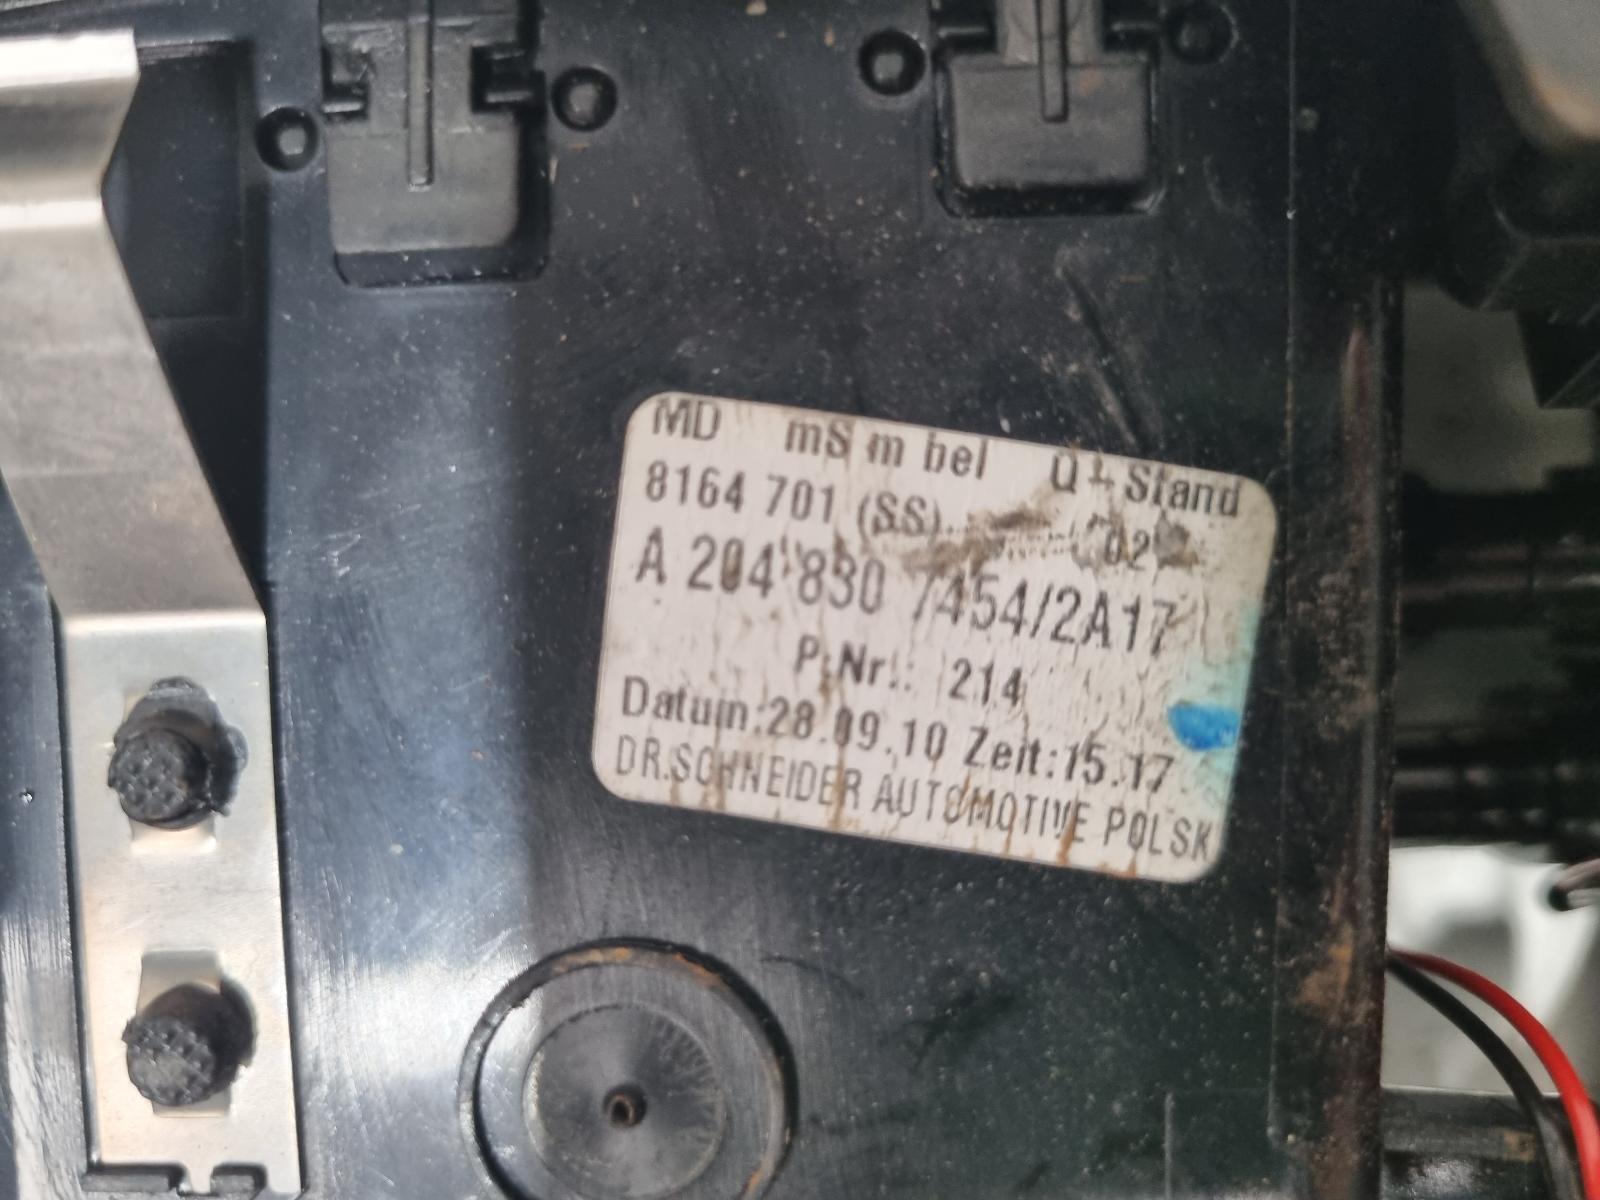 MD mS m bel Q - Stand
8164 701 (SS) 02
A 204 830 7454/2A17
P.Nr.: 214
Datum:28.09.10 Zeit:15.17
DR.SCHNEIDER AUTOMOTIVE POLSK